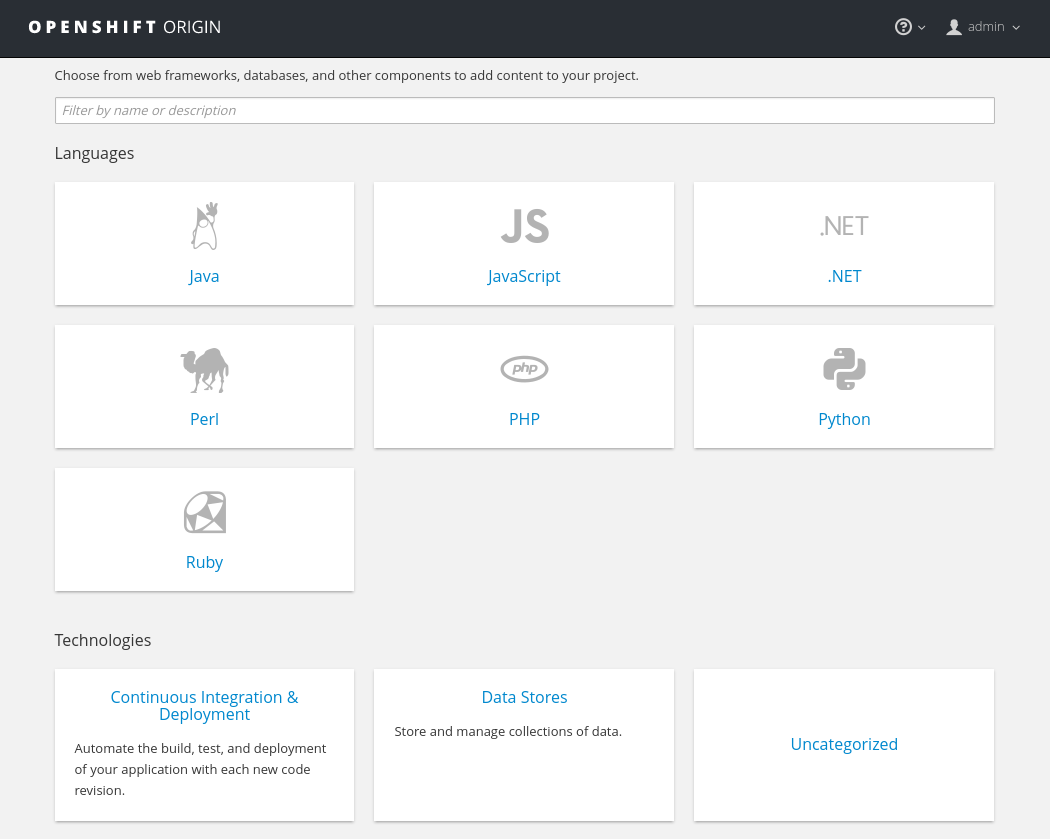 OPENSHIFT ORIGIN
? admin
Choose from web frameworks, databases, and other components to add content to your project.
Filter by name or description
Languages
JS .NET
Java JavaScript .NET
php
Perl PHP Python
Ruby
Technologies
Continuous Integration &
Deployment
Automate the build, test, and deployment
of your application with each new code
revision.
Data Stores
Store and manage collections of data.
Uncategorized